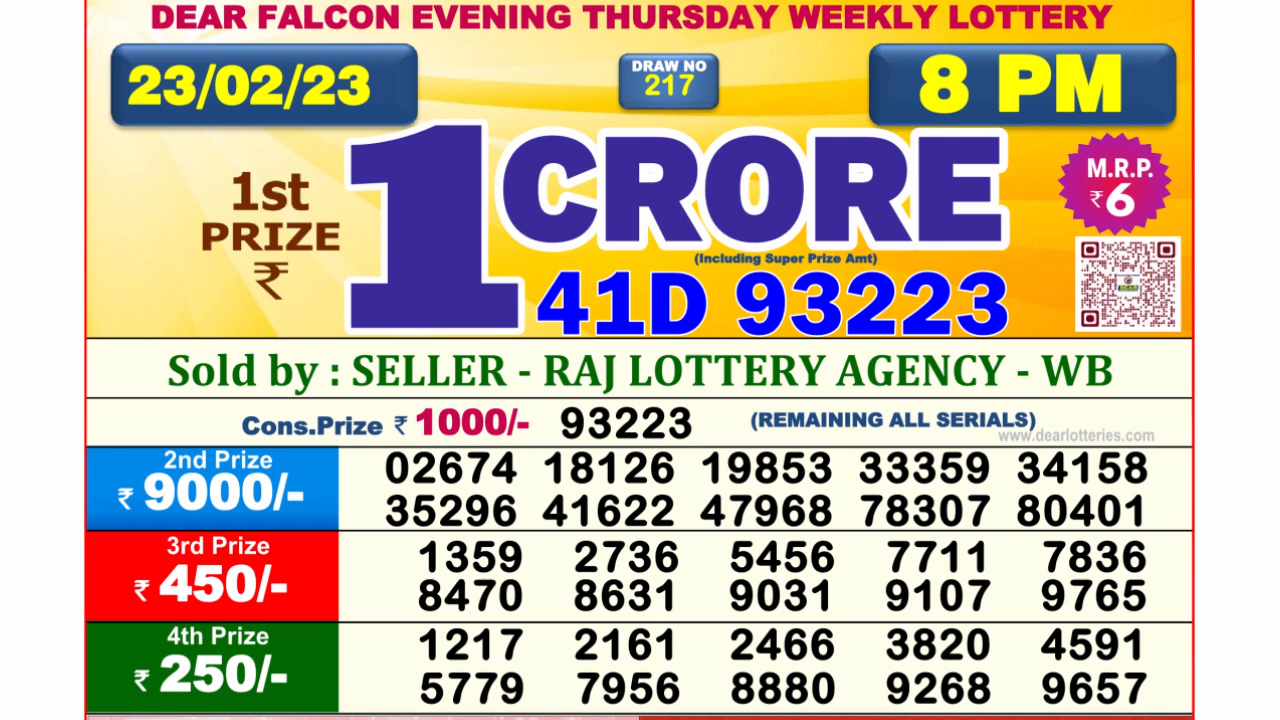 DEAR FALCON EVENING THURSDAY WEEKLY LOTTERY
23/02/23
DRAW NO
217
8 PM
1st
PRIZE
₹
1 CRORE
M.R.P.
₹ 6
(Including Super Prize Amt)
41D 93223
Sold by : SELLER - RAJ LOTTERY AGENCY - WB
Cons.Prize ₹ 1000/- 93223 (REMAINING ALL SERIALS)
www.dearlotteries.com
2nd Prize
₹ 9000/-
02674 18126 19853 33359 34158
35296 41622 47968 78307 80401
3rd Prize
₹ 450/-
1359 2736 5456 7711 7836
8470 8631 9031 9107 9765
4th Prize
₹ 250/-
1217 2161 2466 3820 4591
5779 7956 8880 9268 9657